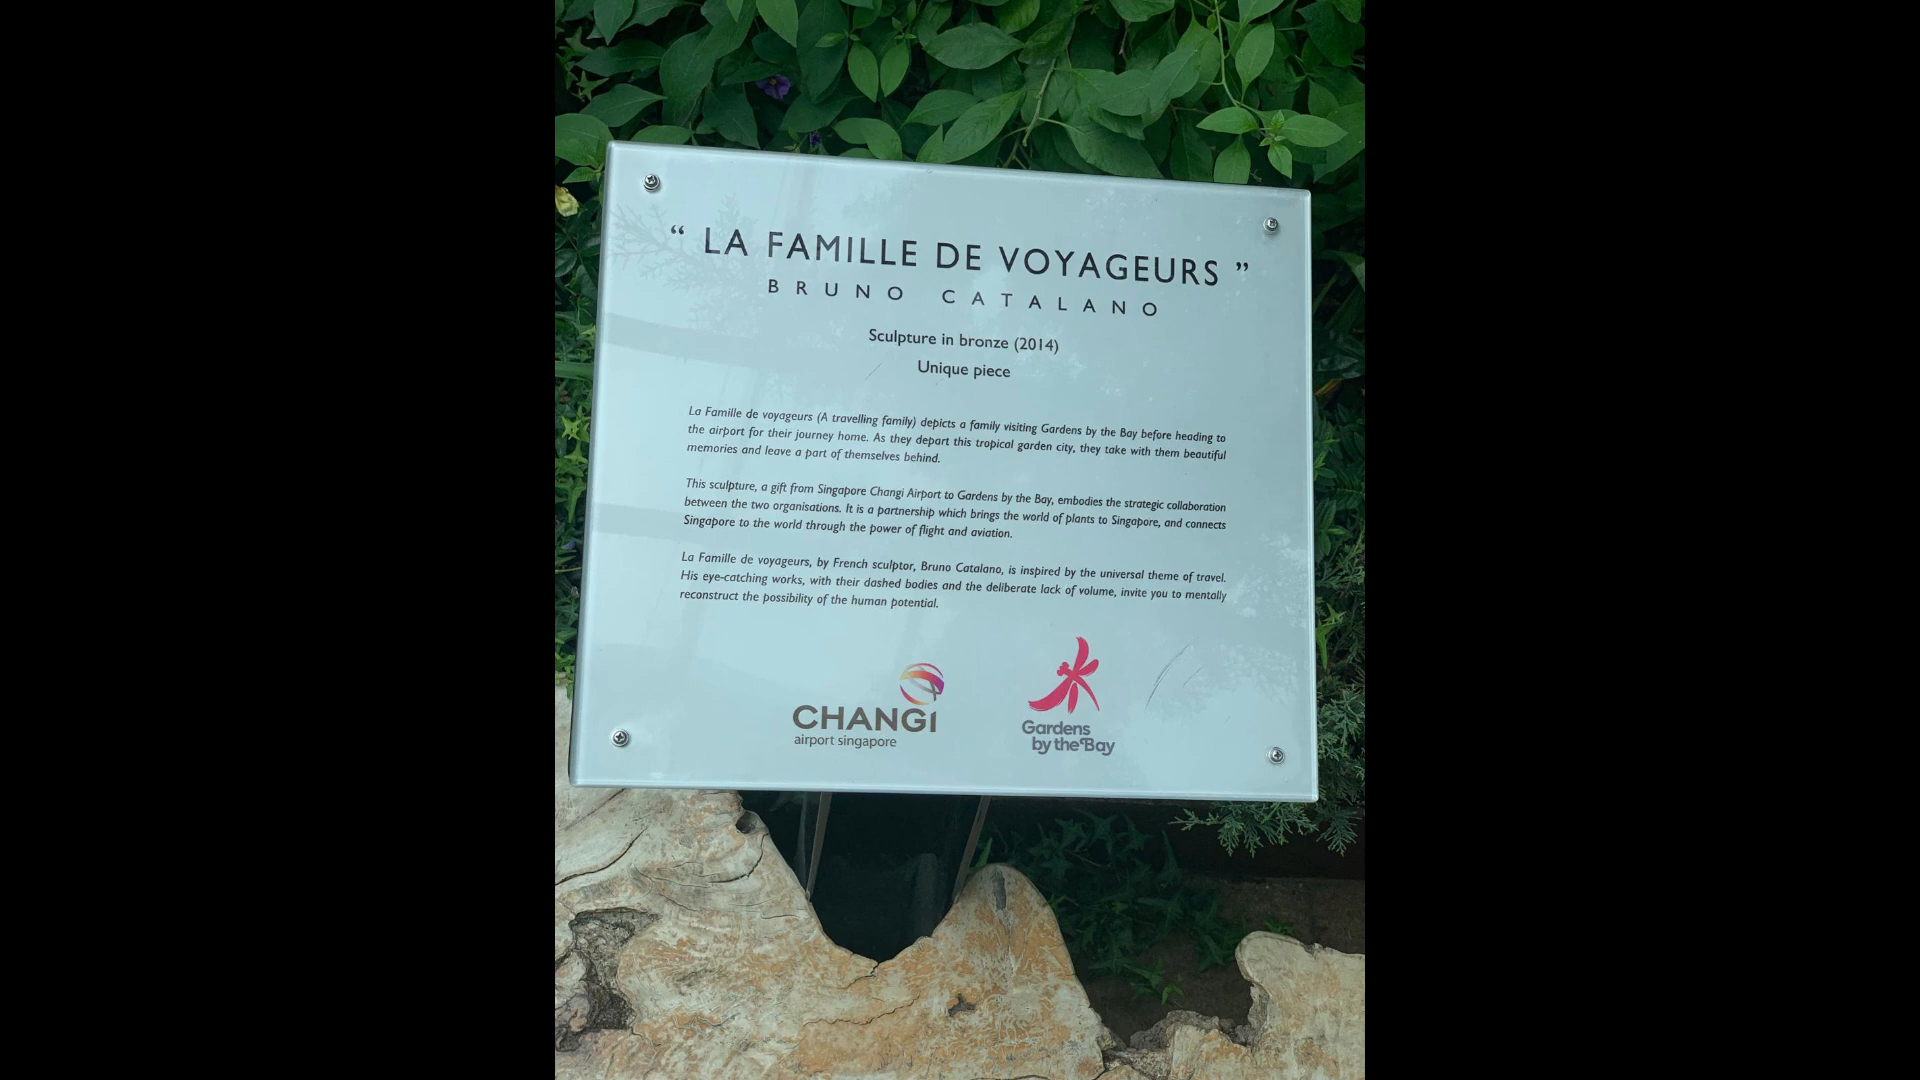 “ LA FAMILLE DE VOYAGEURS ”
BRUNO CATALANO
Sculpture in bronze (2014)
Unique piece
La Famille de voyageurs (A travelling family) depicts a family visiting Gardens by the Bay before heading to
the airport for their journey home. As they depart this tropical garden city, they take with them beautiful
memories and leave a part of themselves behind.
This sculpture, a gift from Singapore Changi Airport to Gardens by the Bay, embodies the strategic collaboration
between the two organisations. It is a partnership which brings the world of plants to Singapore, and connects
Singapore to the world through the power of flight and aviation.
La Famille de voyageurs, by French sculptor, Bruno Catalano, is inspired by the universal theme of travel.
His eye-catching works, with their dashed bodies and the deliberate lack of volume, invite you to mentally
reconstruct the possibility of the human potential.
CHANGi
airport singapore
Gardens
by the Bay